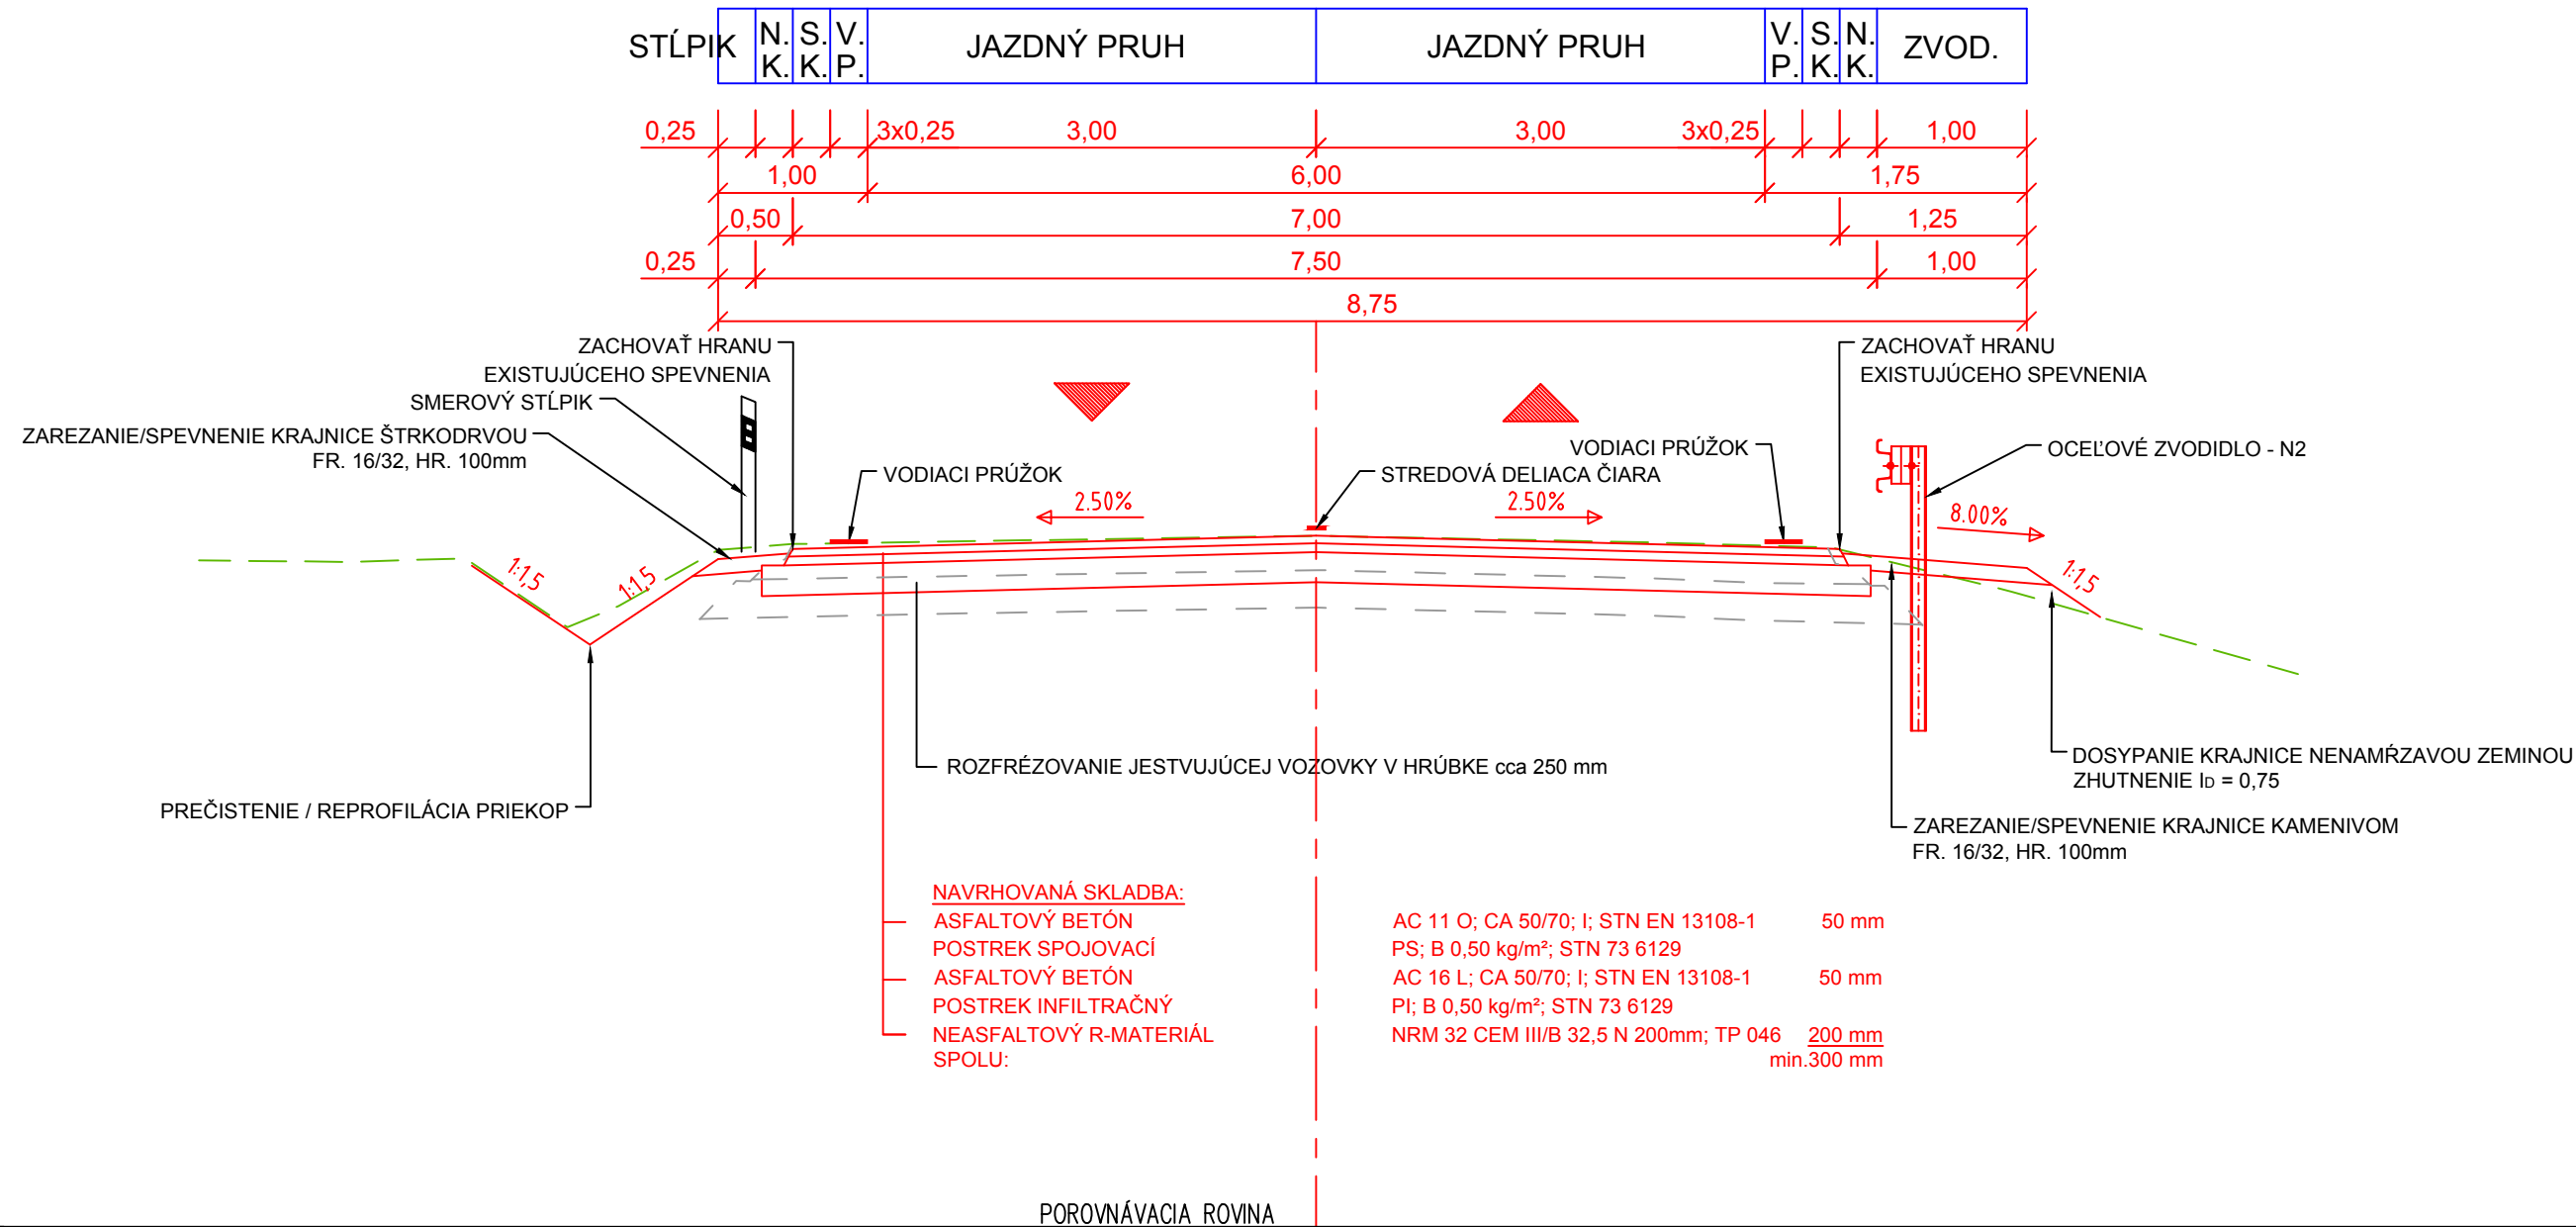 STĹPIK N. K. S. K. V. P. JAZDNÝ PRUH JAZDNÝ PRUH V. P. S. K. N. K. ZVOD.
0,25 3x0,25 3,00 3,00 3x0,25 1,00
1,00 6,00 1,75
0,50 7,00 1,25
0,25 7,50 1,00
8,75
ZACHOVAŤ HRANU
EXISTUJÚCEHO SPEVNENIA
SMEROVÝ STĹPIK
ZAREZANIE/SPEVNENIE KRAJNICE ŠTRKODRVOU
FR. 16/32, HR. 100mm
VODIACI PRÚŽOK
STREDOVÁ DELIACA ČIARA
VODIACI PRÚŽOK
ZACHOVAŤ HRANU
EXISTUJÚCEHO SPEVNENIA
OCEĽOVÉ ZVODIDLO - N2
2.50%
2.50%
8.00%
1:1,5
1:1,5
1:1,5
ROZFRÉZOVANIE JESTVUJÚCEJ VOZOVKY V HRÚBKE cca 250 mm
PREČISTENIE / REPROFILÁCIA PRIEKOP
DOSYPANIE KRAJNICE NENAMŔZAVOU ZEMINOU
ZHUTNENIE ID = 0,75
ZAREZANIE/SPEVNENIE KRAJNICE KAMENIVOM
FR. 16/32, HR. 100mm
NAVRHOVANÁ SKLADBA:
ASFALTOVÝ BETÓN AC 11 O; CA 50/70; I; STN EN 13108-1 50 mm
POSTREK SPOJOVACÍ PS; B 0,50 kg/m²; STN 73 6129
ASFALTOVÝ BETÓN AC 16 L; CA 50/70; I; STN EN 13108-1 50 mm
POSTREK INFILTRAČNÝ PI; B 0,50 kg/m²; STN 73 6129
NEASFALTOVÝ R-MATERIÁL NRM 32 CEM III/B 32,5 N 200mm; TP 046 200 mm
SPOLU: min.300 mm
POROVNÁVACIA ROVINA